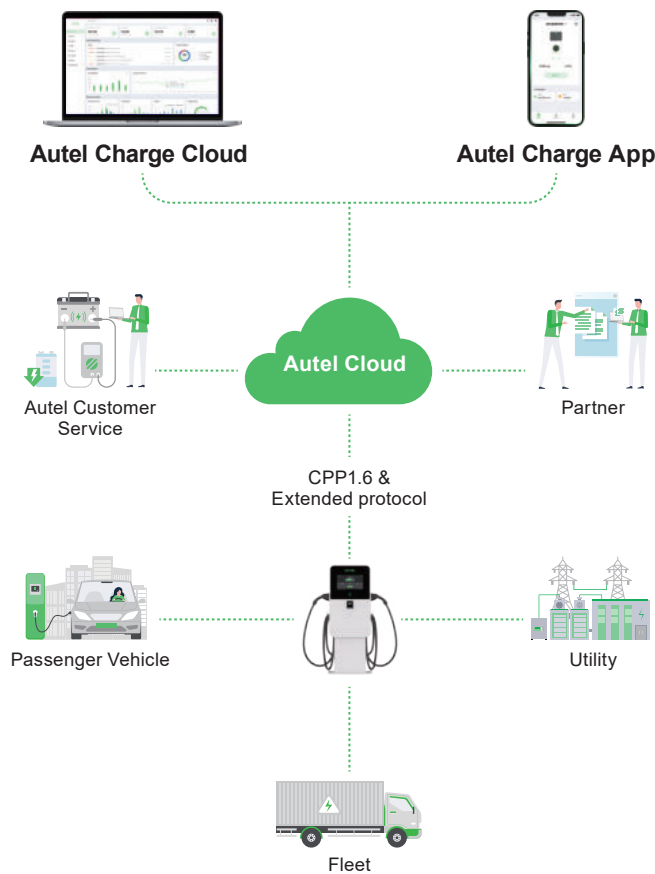 Autel Charge Cloud
Autel Charge App
Autel Cloud
Autel Customer
Service
Partner
CPP1.6 &
Extended protocol
Passenger Vehicle
Utility
Fleet